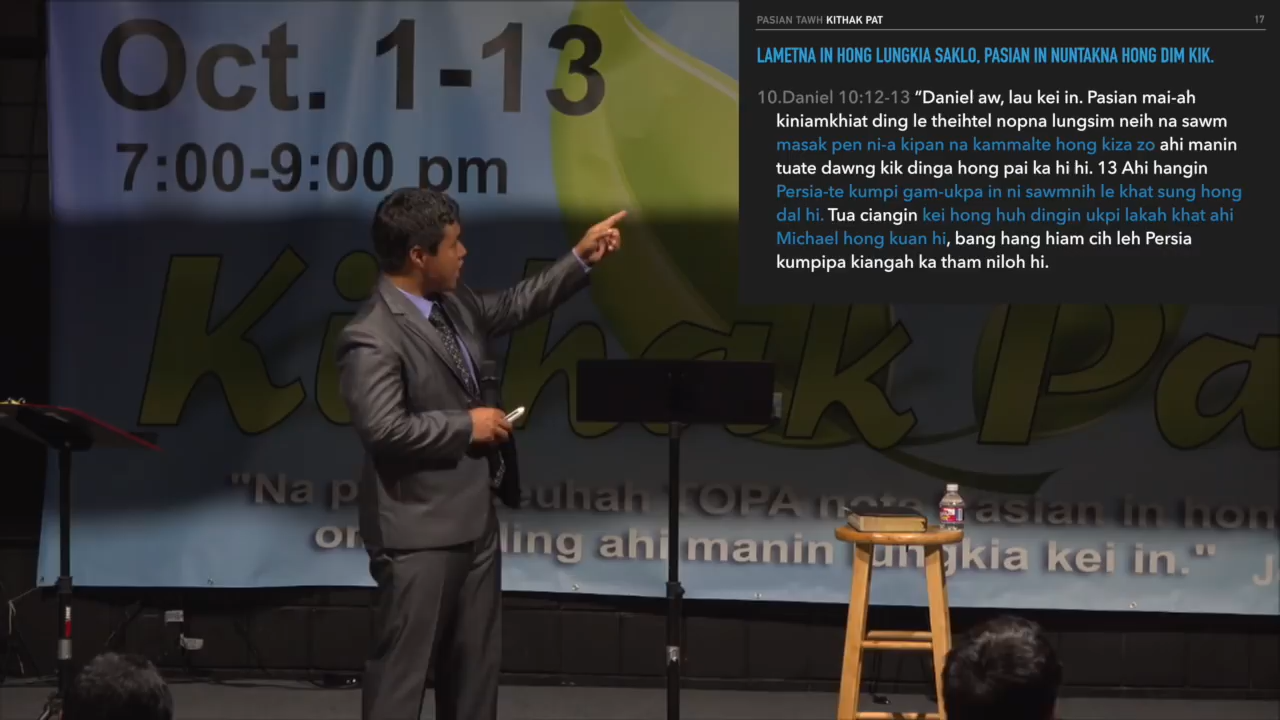 Oct. 1-13
7:00-9:00 pm
PASIAN TAWH KITHAK PAT
17
LAMETNA IN HONG LUNGKIA SAKLO, PASIAN IN NUNTAKNA HONG DIM KIK.
10.Daniel 10:12-13 “Daniel aw, lau kei in. Pasian mai-ah
kiniamkhiat ding le theihtel nopna lungsim neih na sawm
masak pen ni-a kipan na kammalte hong kiza zo ahi manin
tuate dawng kik dinga hong pai ka hi hi. 13 Ahi hangin
Persia-te kumpi gam-ukpa in ni sawmnih le khat sung hong
dal hi. Tua ciangin kei hong huh dingin ukpi lakah khat ahi
Michael hong kuan hi, bang hang hiam cih leh Persia
kumpipa kiangah ka tham niloh hi.
"Na TOPA Pasian in hon
ding ahi manin lungkia kei in."